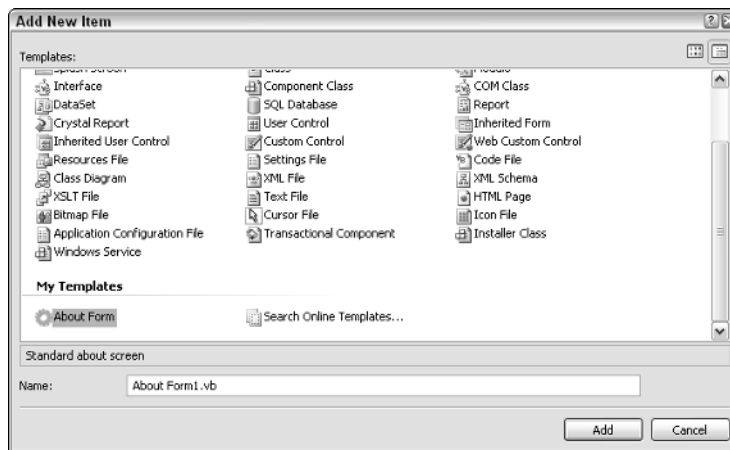 Add New Item
Templates:
Splash Screen Class Module
Interface Component Class COM Class
DataSet SQL Database Report
Crystal Report User Control Inherited Form
Inherited User Control Custom Control Web Custom Control
Resources File Settings File Code File
Class Diagram XML File XML Schema
XSLT File Text File HTML Page
Bitmap File Cursor File Icon File
Application Configuration File Transactional Component Installer Class
Windows Service
My Templates
About Form Search Online Templates...
Standard about screen
Name: About Form1.vb
Add Cancel